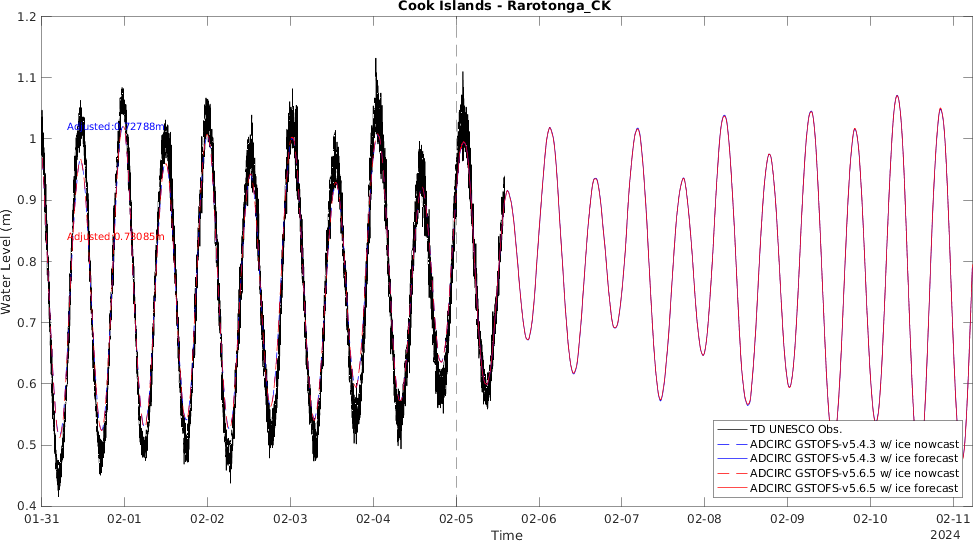 Cook Islands - Rarotonga_CK
1.2
1.1
1
0.9
0.8
0.7
0.6
0.5
0.4
Water Level (m)
Adjusted:0.72788m
Adjusted:0.73085m
TD UNESCO Obs.
ADCIRC GSTOFS-v5.4.3 w/ ice nowcast
ADCIRC GSTOFS-v5.4.3 w/ ice forecast
ADCIRC GSTOFS-v5.6.5 w/ ice nowcast
ADCIRC GSTOFS-v5.6.5 w/ ice forecast
01-31 02-01 02-02 02-03 02-04 02-05 02-06 02-07 02-08 02-09 02-10 02-11
Time
2024